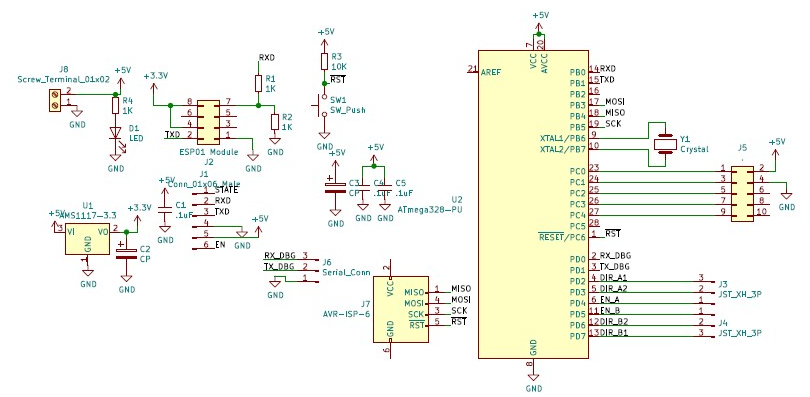 J8
Screw_Terminal_01x02
+5V
2
1
GND
R4
1K
D1
LED
GND
+3.3V
8 7
6 5
4 3
2 1
TXD
ESP01 Module
J2
GND
RXD
R1
1K
R2
1K
GND
+5V
R3
10K
RST
SW1
SW_Push
GND
J1
Conn_01x06_Male
1 STATE
2 RXD
3 TXD
4
5
6 EN
GND
+5V
+5V
C1
.1uF
GND
U1
AMS1117-3.3
+5V
3 VI
VO 2
GND
1
GND
+3.3V
C2
CP
GND
+5V
C3
CP
GND
+5V
C4
.1uF
C5
.1uF
GND
RX_DBG 3
TX_DBG 2
1
J6
Serial_Conn
GND
J7
AVR-ISP-6
2
VCC
MISO 1 MISO
MOSI 4 MOSI
SCK 3 SCK
RST 5 RST
GND
6
U2
ATmega328-PU
+5V
7 20
VCC
AVCC
21 AREF
PB0 14 RXD
PB1 15 TXD
PB2 16
PB3 17 MOSI
PB4 18 MISO
PB5 19 SCK
XTAL1/PB6 9
XTAL2/PB7 10
PC0 23
PC1 24
PC2 25
PC3 26
PC4 27
PC5 28
RESET/PC6 1 RST
PD0 2 RX_DBG
PD1 3 TX_DBG
PD2 4 DIR_A1
PD3 5 DIR_A2
PD4 6 EN_A
PD5 11 EN_B
PD6 12 DIR_B2
PD7 13 DIR_B1
GND
8
GND
Y1
Crystal
J5
+5V
1 2
3 4
5 6
7 8
9 10
GND
3
2
1
J3
JST_XH_3P
1
2
3
J4
JST_XH_3P